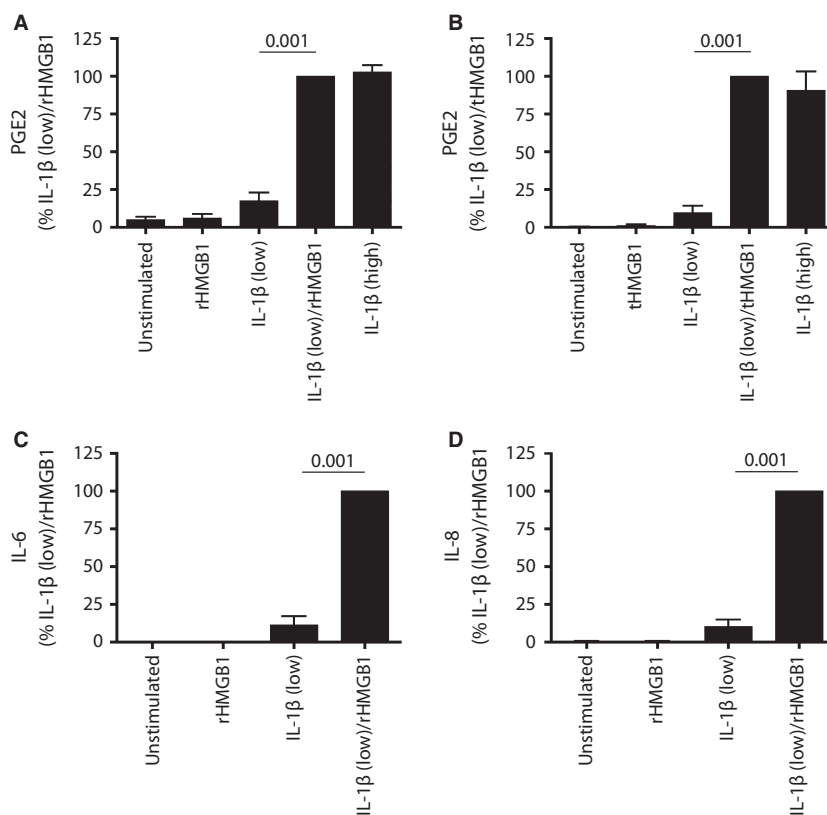 A
PGE2
(% IL-1β (low)/rHMGB1
125
100
75
50
25
0
0.001
Unstimulated
rHMGB1
IL-1β (low)
IL-1β (low)/rHMGB1
IL-1β (high)
B
PGE2
(% IL-1β (low)/tHMGB1
125
100
75
50
25
0
0.001
Unstimulated
tHMGB1
IL-1β (low)
IL-1β (low)/tHMGB1
IL-1β (high)
C
IL-6
(% IL-1β (low)/rHMGB1
125
100
75
50
25
0
0.001
Unstimulated
rHMGB1
IL-1β (low)
IL-1β (low)/rHMGB1
D
IL-8
(% IL-1β (low)/rHMGB1
125
100
75
50
25
0
0.001
Unstimulated
rHMGB1
IL-1β (low)
IL-1β (low)/rHMGB1